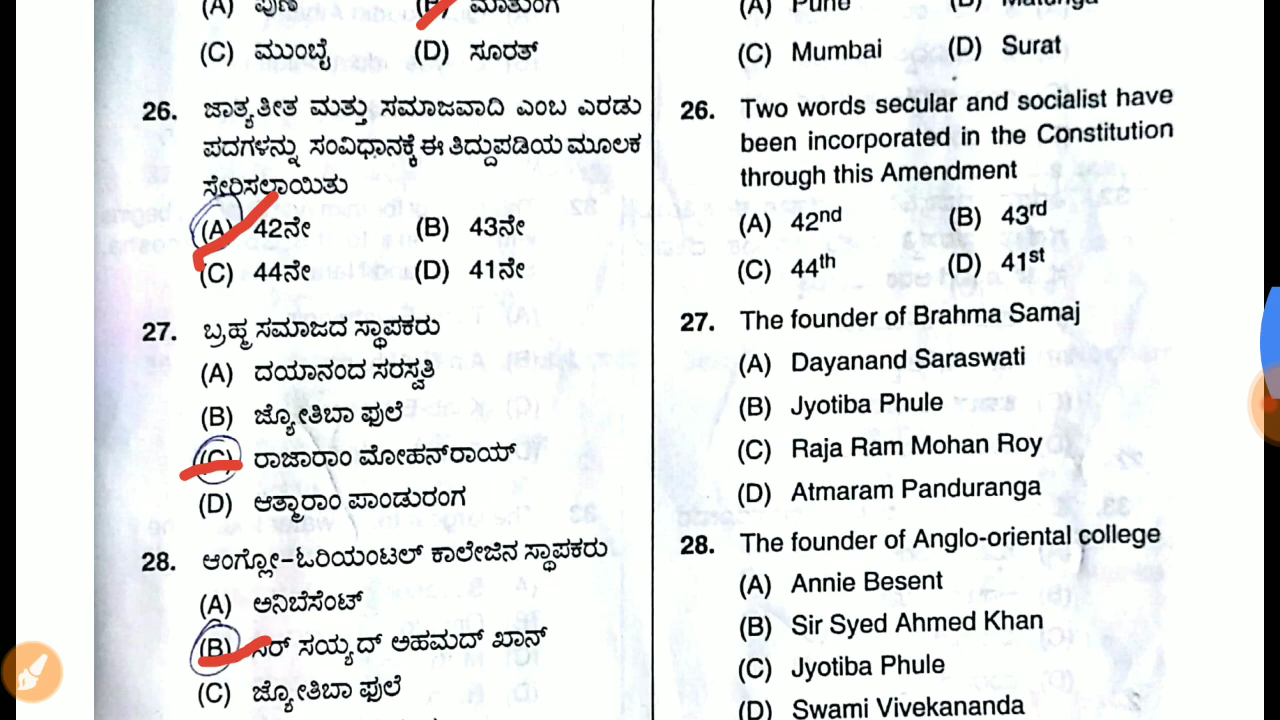 (A) ಪುಣೆ (B) ಮಾತುಂಗ
(C) ಮುಂಬೈ (D) ಸೂರತ್
26. ಜಾತ್ಯತೀತ ಮತ್ತು ಸಮಾಜವಾದಿ ಎಂಬ ಎರಡು
ಪದಗಳನ್ನು ಸಂವಿಧಾನಕ್ಕೆ ಈ ತಿದ್ದುಪಡಿಯ ಮೂಲಕ
ಸೇರಿಸಲಾಯಿತು
(A) 42ನೇ (B) 43ನೇ
(C) 44ನೇ (D) 41ನೇ
27. ಬ್ರಹ್ಮ ಸಮಾಜದ ಸ್ಥಾಪಕರು
(A) ದಯಾನಂದ ಸರಸ್ವತಿ
(B) ಜ್ಯೋತಿಬಾ ಫುಲೆ
(C) ರಾಜಾರಾಂ ಮೋಹನ್‌ರಾಯ್
(D) ಆತ್ಮಾರಾಂ ಪಾಂಡುರಂಗ
28. ಆಂಗ್ಲೋ-ಓರಿಯಂಟಲ್ ಕಾಲೇಜಿನ ಸ್ಥಾಪಕರು
(A) ಅನಿಬೆಸೆಂಟ್
(B) ಸರ್ ಸಯ್ಯದ್ ಅಹಮದ್ ಖಾನ್
(C) ಜ್ಯೋತಿಬಾ ಫುಲೆ
(A) Pune (B) Matunga
(C) Mumbai (D) Surat
26. Two words secular and socialist have
been incorporated in the Constitution
through this Amendment
(A) 42nd (B) 43rd
(C) 44th (D) 41st
27. The founder of Brahma Samaj
(A) Dayanand Saraswati
(B) Jyotiba Phule
(C) Raja Ram Mohan Roy
(D) Atmaram Panduranga
28. The founder of Anglo-oriental college
(A) Annie Besent
(B) Sir Syed Ahmed Khan
(C) Jyotiba Phule
(D) Swami Vivekananda